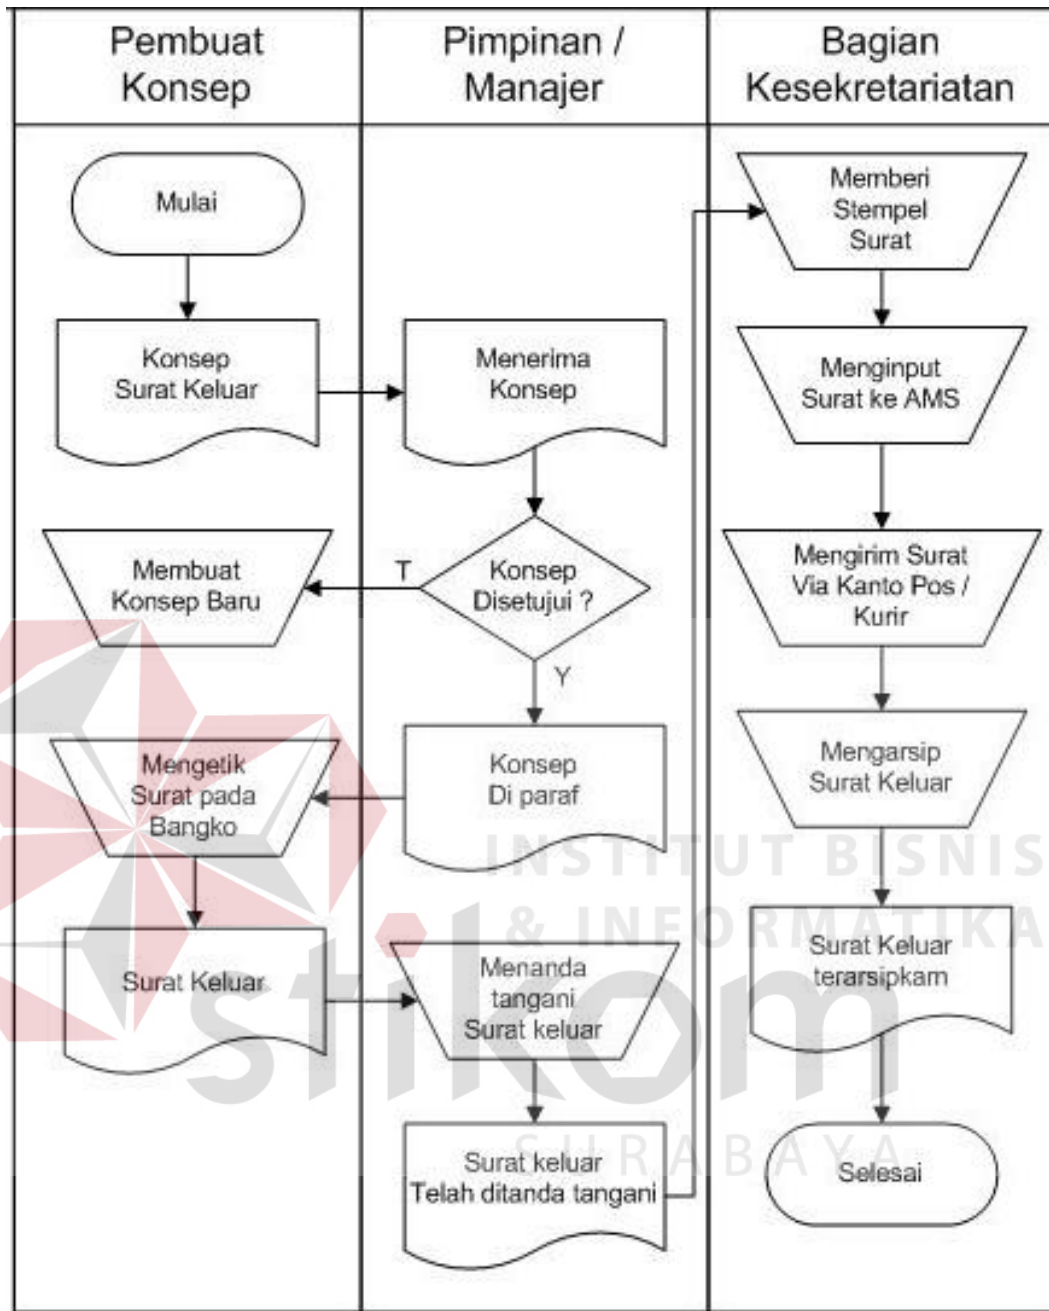 Pembuat
Konsep
Pimpinan /
Manajer
Bagian
Kesekretariatan
Mulai
Konsep
Surat Keluar
Membuat
Konsep Baru
Mengetik
Surat pada
Bangko
Surat Keluar
Menerima
Konsep
Konsep
Disetujui ?
T
Y
Konsep
Di paraf
Menanda
tangani
Surat keluar
Surat keluar
Telah ditanda tangani
Memberi
Stempel
Surat
Menginput
Surat ke AMS
Mengirim Surat
Via Kanto Pos /
Kurir
Mengarsip
Surat Keluar
Surat Keluar
terarsipkam
Selesai
INSTITUT BISNIS
& INFORMATIKA
stikom
SURABAYA